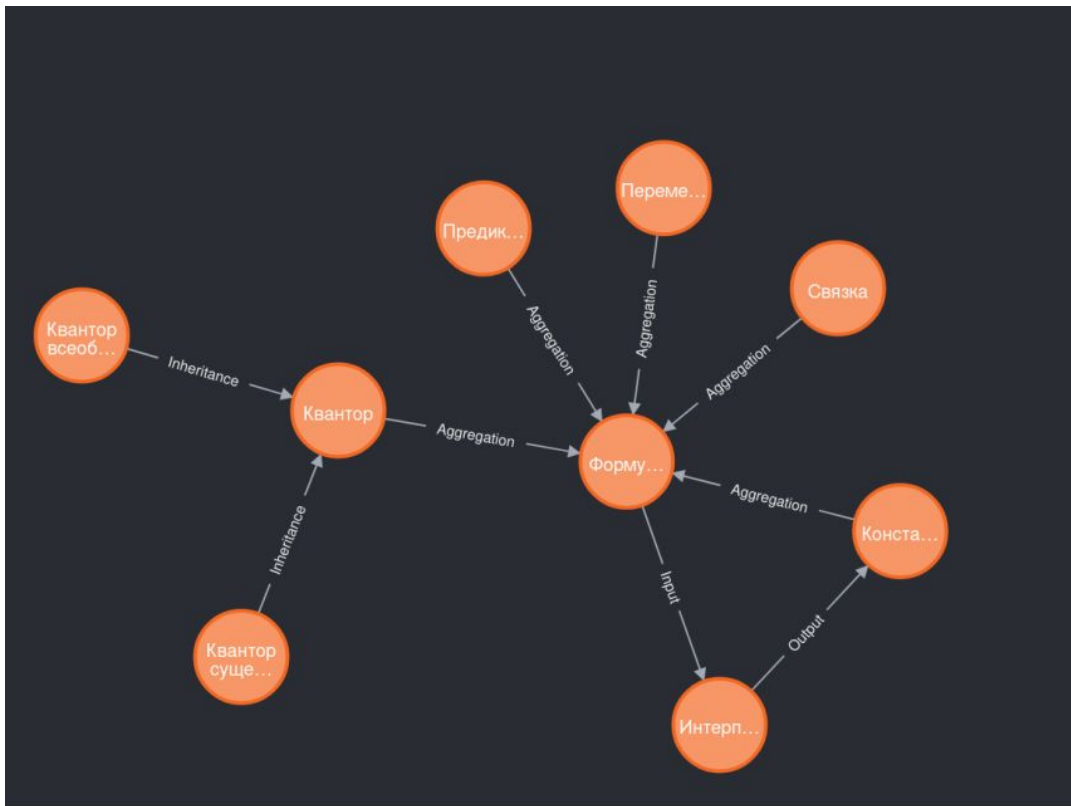 Переме...
Предик...
Aggregation
Aggregation
Связка
Aggregation
Квантор
всеоб...
Inheritance
Квантор
Aggregation
Форму...
Aggregation
Конста...
Inheritance
Input
Output
Квантор
суще...
Интерп...